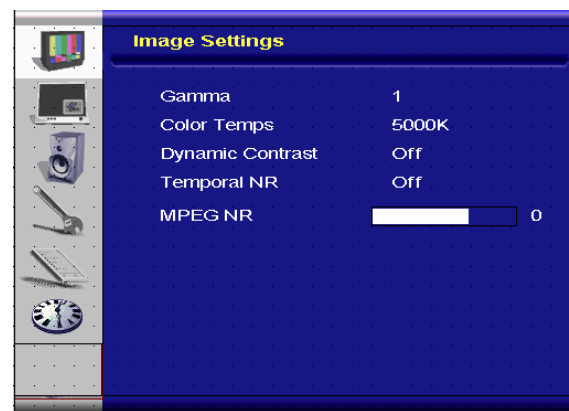 Image Settings
Gamma 1
Color Temps 5000K
Dynamic Contrast Off
Temporal NR Off
MPEG NR 0